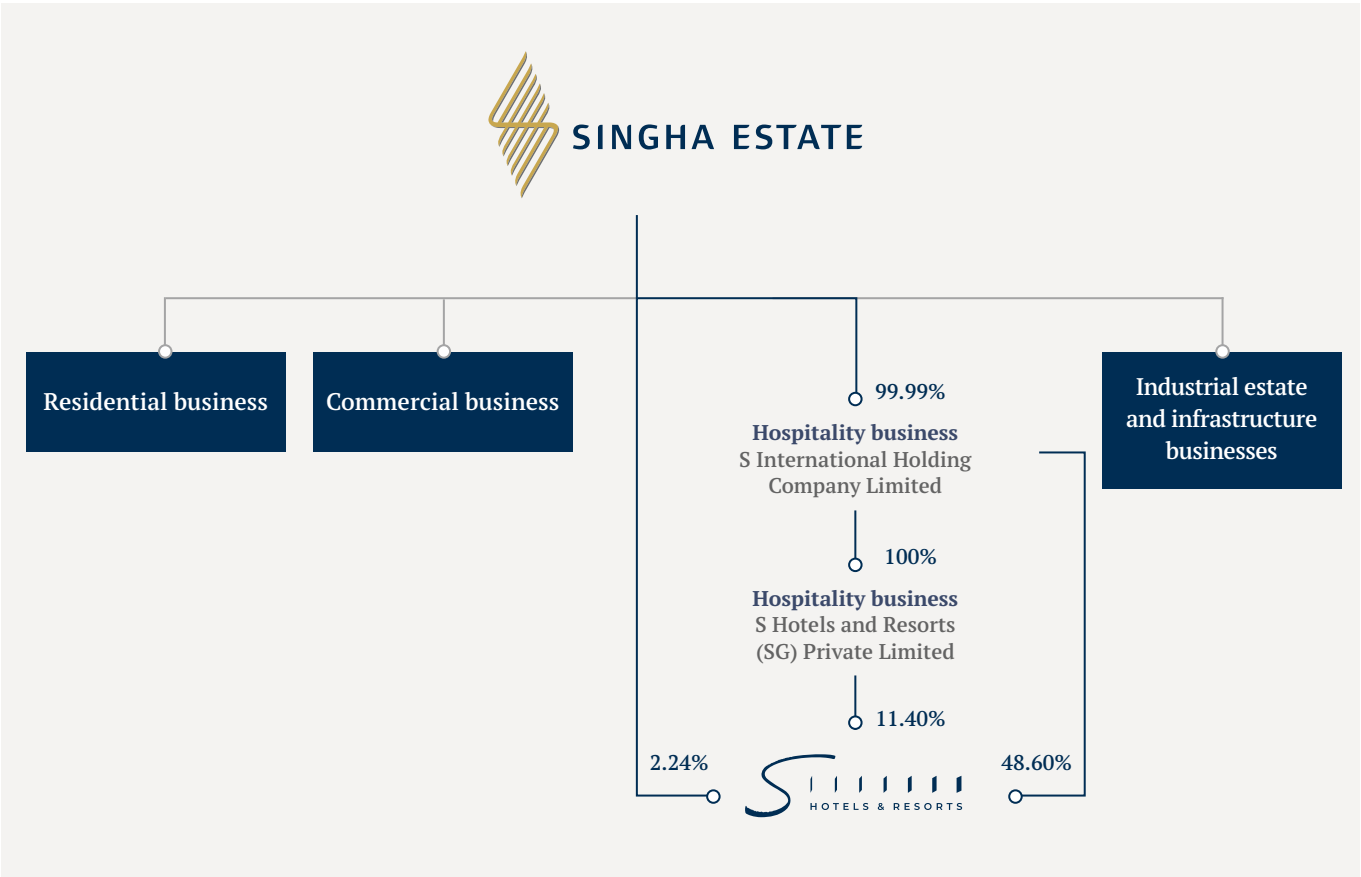 SINGHA ESTATE
Residential business
Commercial business
Industrial estate
and infrastructure
businesses
99.99%
Hospitality business
S International Holding
Company Limited
100%
Hospitality business
S Hotels and Resorts
(SG) Private Limited
11.40%
2.24%
48.60%
S
HOTELS & RESORTS